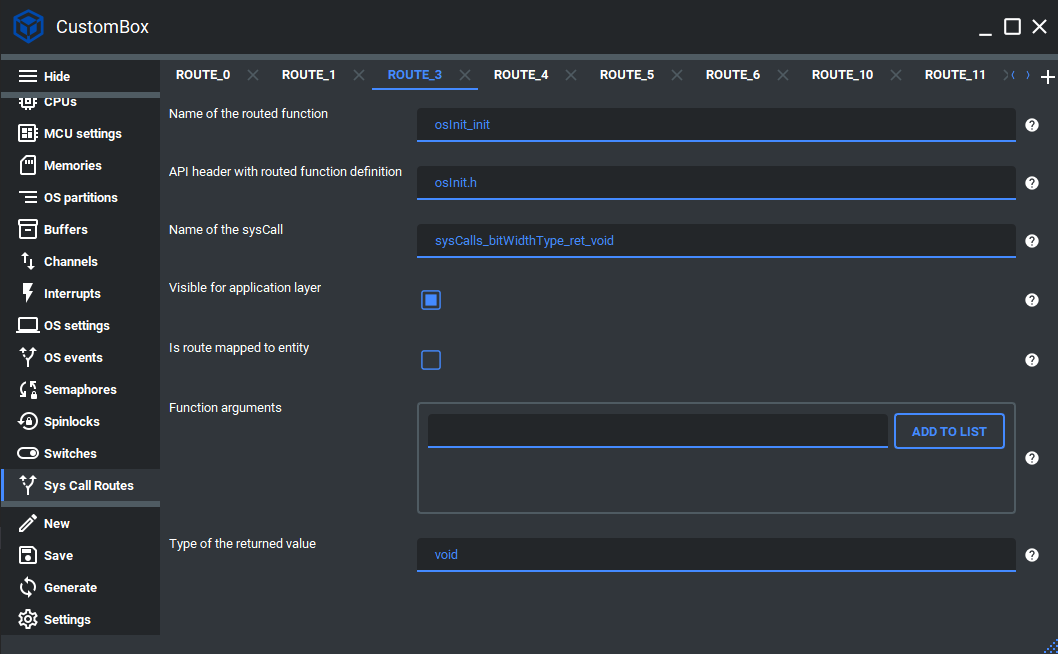 CustomBox
Hide
CPUs
MCU settings
Memories
OS partitions
Buffers
Channels
Interrupts
OS settings
OS events
Semaphores
Spinlocks
Switches
Sys Call Routes
New
Save
Generate
Settings
ROUTE_0 ROUTE_1 ROUTE_3 ROUTE_4 ROUTE_5 ROUTE_6 ROUTE_10 ROUTE_11
Name of the routed function
osInit_init
API header with routed function definition
osInit.h
Name of the sysCall
sysCalls_bitWidthType_ret_void
Visible for application layer
Is route mapped to entity
Function arguments
ADD TO LIST
Type of the returned value
void